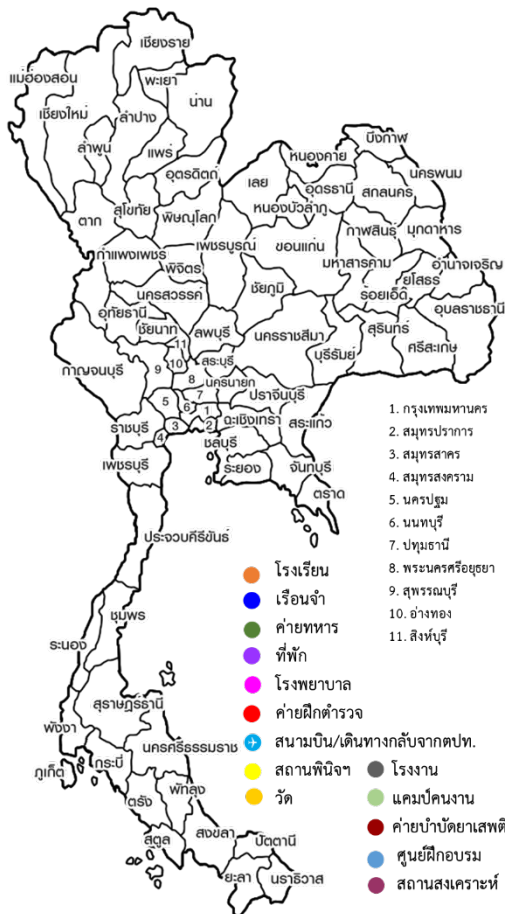 เชียงราย
แม่ฮ่องสอน
พะเยา
เชียงใหม่
น่าน
ลำปาง
ลำพูน
แพร่
บึงกาฬ
หนองคาย
อุตรดิตถ์
เลย
อุดรธานี
นครพนม
สกลนคร
ตาก
สุโขทัย
พิษณุโลก
หนองบัวลำภู
กาฬสินธุ์
มุกดาหาร
กำแพงเพชร
เพชรบูรณ์
ขอนแก่น
พิจิตร
มหาสารคาม
อำนาจเจริญ
ยโสธร
นครสวรรค์
ชัยภูมิ
ร้อยเอ็ด
อุทัยธานี
อุบลราชธานี
ชัยนาท
ลพบุรี
นครราชสีมา
สุรินทร์
11
ศรีสะเกษ
กาญจนบุรี
9
10
สระบุรี
บุรีรัมย์
8
นครนายก
7
ปราจีนบุรี
5
6
1
ราชบุรี
3
2
ฉะเชิงเทรา
สระแก้ว
4
ชลบุรี
เพชรบุรี
ระยอง
จันทบุรี
ตราด
ประจวบคีรีขันธ์
ชุมพร
ระนอง
สุราษฎร์ธานี
พังงา
นครศรีธรรมราช
ภูเก็ต
กระบี่
ตรัง
พัทลุง
สตูล
สงขลา
ปัตตานี
ยะลา
นราธิวาส
1. กรุงเทพมหานคร
2. สมุทรปราการ
3. สมุทรสาคร
4. สมุทรสงคราม
5. นครปฐม
6. นนทบุรี
7. ปทุมธานี
8. พระนครศรีอยุธยา
9. สุพรรณบุรี
10. อ่างทอง
11. สิงห์บุรี
โรงเรียน
เรือนจำ
ค่ายทหาร
ที่พัก
โรงพยาบาล
ค่ายฝึกตำรวจ
สนามบิน/เดินทางกลับจากตปท.
สถานพินิจฯ
วัด
โรงงาน
แคมป์คนงาน
ค่ายบำบัดยาเสพติ
ศูนย์ฝึกอบรม
สถานสงเคราะห์